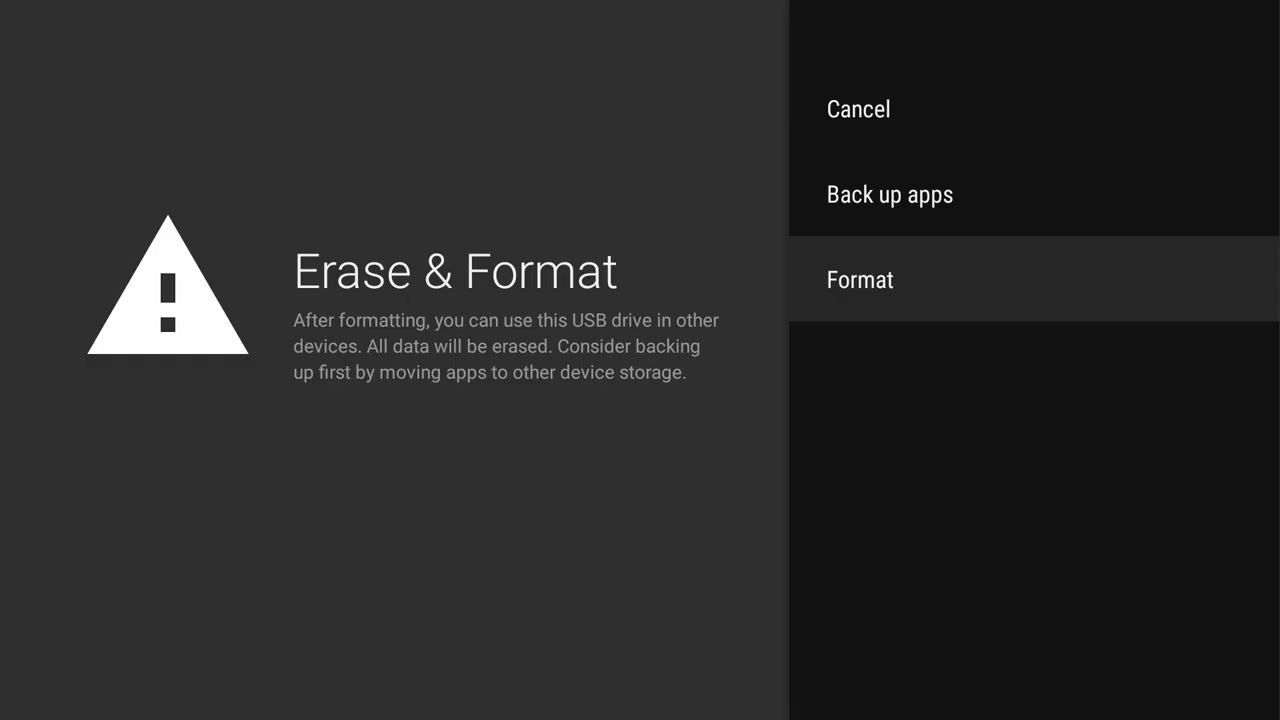 Erase & Format
After formatting, you can use this USB drive in other
devices. All data will be erased. Consider backing
up first by moving apps to other device storage.
Cancel
Back up apps
Format